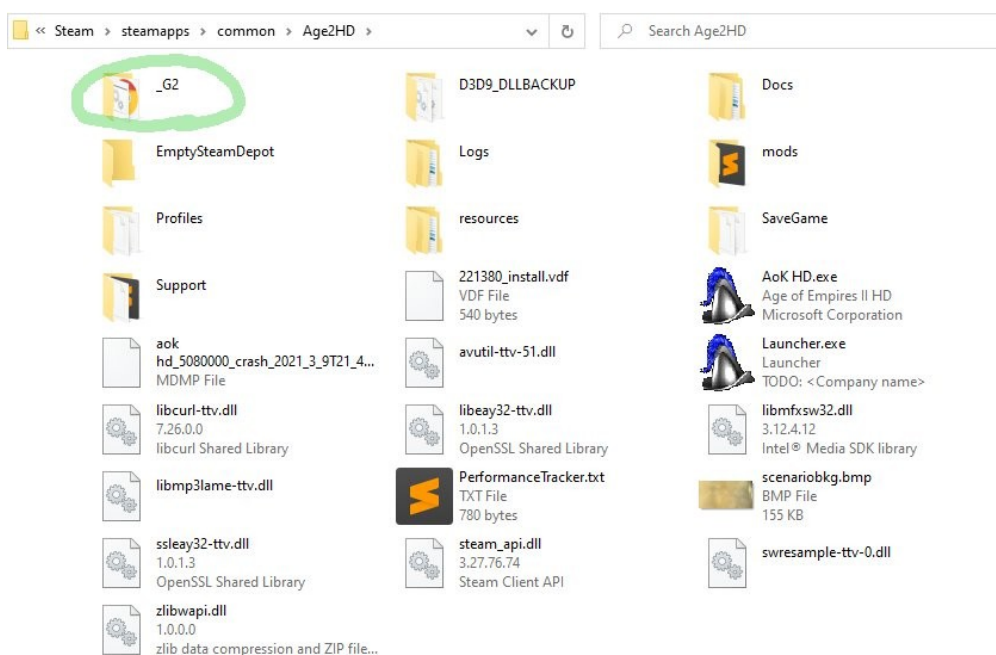 « Steam › steamapps › common › Age2HD ›
Search Age2HD
_G2
D3D9_DLLBACKUP
Docs
EmptySteamDepot
Logs
mods
Profiles
resources
SaveGame
Support
221380_install.vdf
VDF File
540 bytes
AoK HD.exe
Age of Empires II HD
Microsoft Corporation
aok
hd_5080000_crash_2021_3_9T21_4...
MDMP File
avutil-ttv-51.dll
Launcher.exe
Launcher
TODO: <Company name>
libcurl-ttv.dll
7.26.0.0
libcurl Shared Library
libeay32-ttv.dll
1.0.1.3
OpenSSL Shared Library
libmfxsw32.dll
3.12.4.12
Intel® Media SDK library
libmp3lame-ttv.dll
PerformanceTracker.txt
TXT File
780 bytes
scenariobkg.bmp
BMP File
155 KB
ssleay32-ttv.dll
1.0.1.3
OpenSSL Shared Library
steam_api.dll
3.27.76.74
Steam Client API
swresample-ttv-0.dll
zlibwapi.dll
1.0.0.0
zlib data compression and ZIP file...